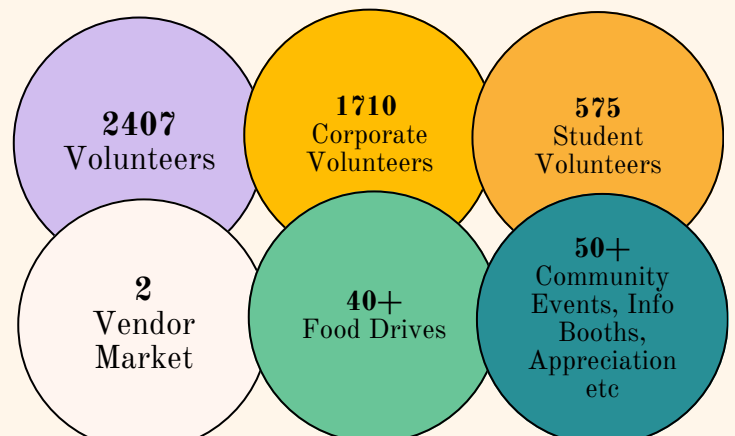 2407
Volunteers
1710
Corporate
Volunteers
575
Student
Volunteers
2
Vendor
Market
40+
Food Drives
50+
Community
Events, Info
Booths,
Appreciation
etc